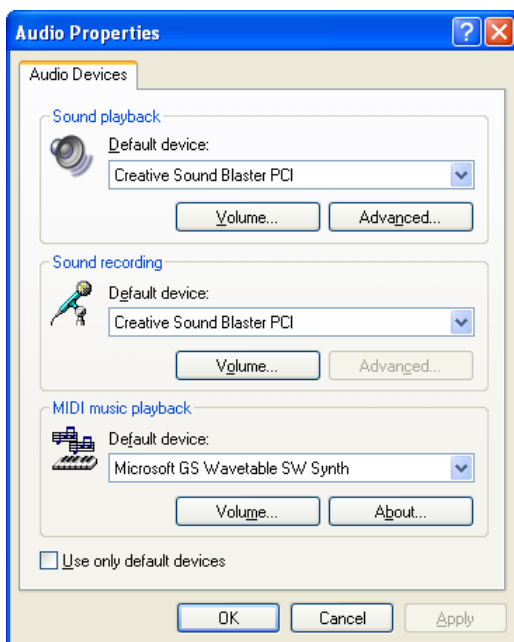 Audio Properties
Audio Devices
Sound playback
Default device:
Creative Sound Blaster PCI
Volume... Advanced...
Sound recording
Default device:
Creative Sound Blaster PCI
Volume... Advanced...
MIDI music playback
Default device:
Microsoft GS Wavetable SW Synth
Volume... About...
Use only default devices
OK Cancel Apply